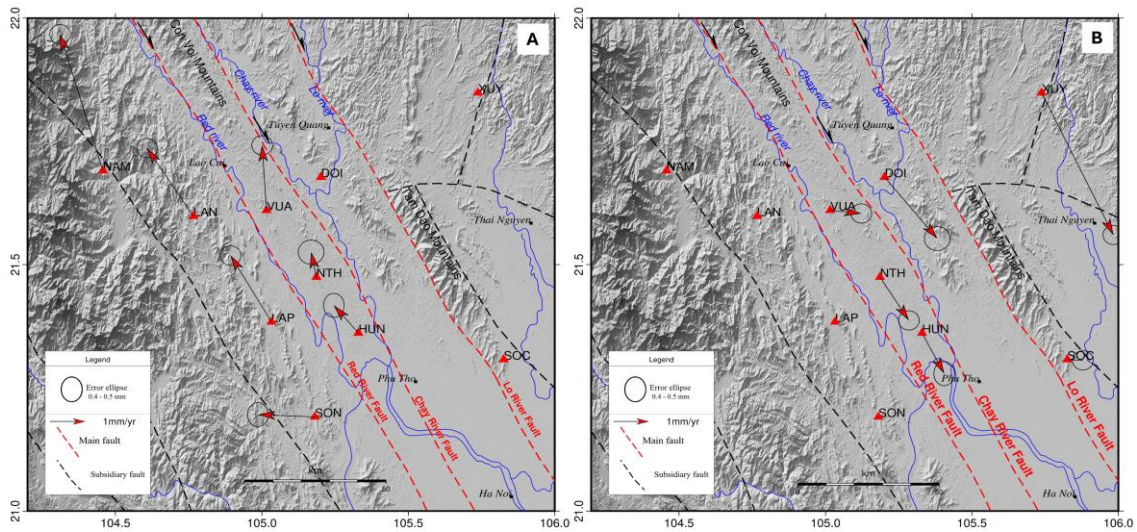 22.0
A
B
22.0
Con Voi Mountains
Chay river
Lo river
Red river
Tuyen Quang
Lao Cai
YUY
NAM
LAN
VUA
DOI
Tam Dao Mountains
Thai Nguyen
21.5
NTH
LAP
HUN
SOC
SON
Phu Tho
Red River Fault
Chay River Fault
Lo River Fault
Ha Noi
km
50
Legend
Error ellipse
0.4 - 0.5 mm
1mm/yr
Main fault
Subsidiary fault
21.0
104.5
105.0
105.5
106.0
Con Voi Mountains
Chay river
Lo river
Red river
Tuyen Quang
Lao Cai
YUY
NAM
LAN
VUA
DOI
Tam Dao Mountains
Thai Nguyen
21.5
NTH
LAP
HUN
SOC
SON
Phu Tho
Red River Fault
Chay River Fault
Lo River Fault
Ha Noi
km
Legend
Error ellipse
0.4 - 0.5 mm
1mm/yr
Main fault
Subsidiary fault
21.0
104.5
105.0
105.5
106.0